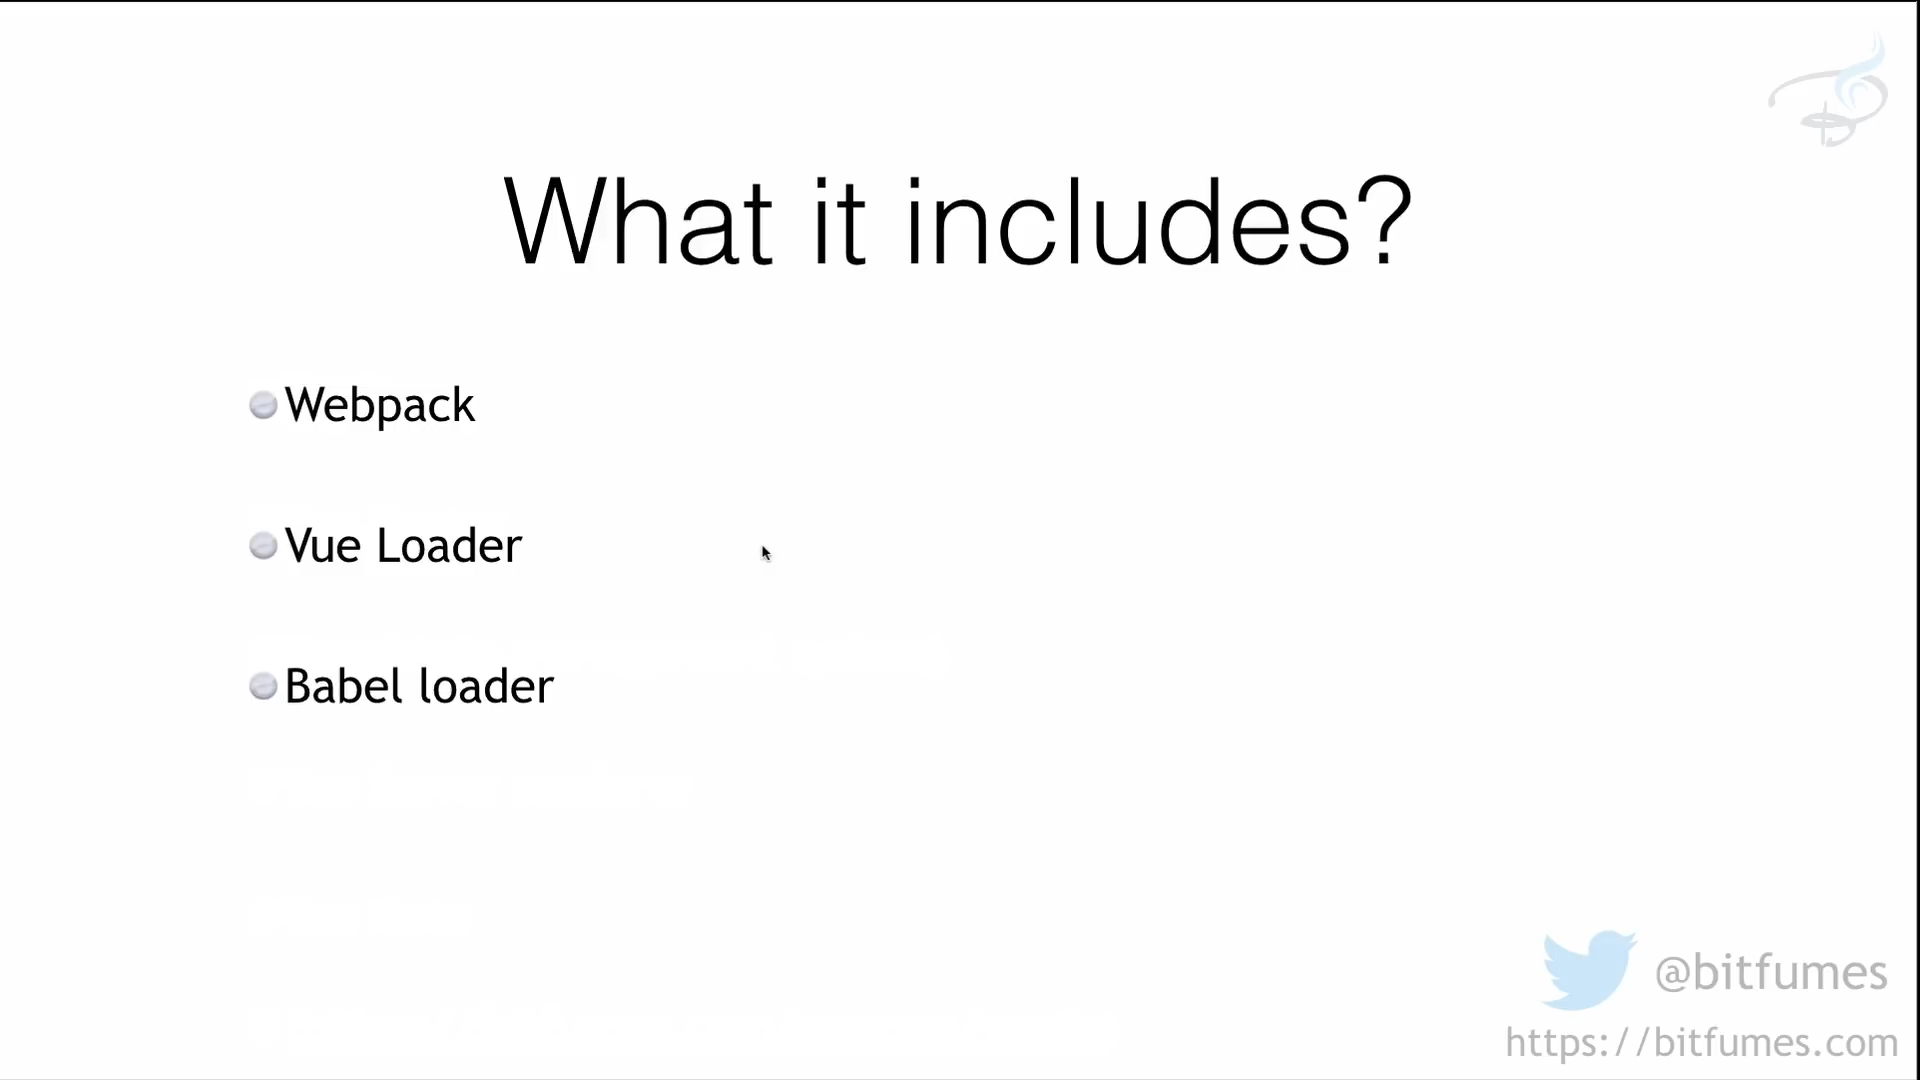 What it includes?
Webpack
Vue Loader
Babel loader
@bitfumes
https://bitfumes.com